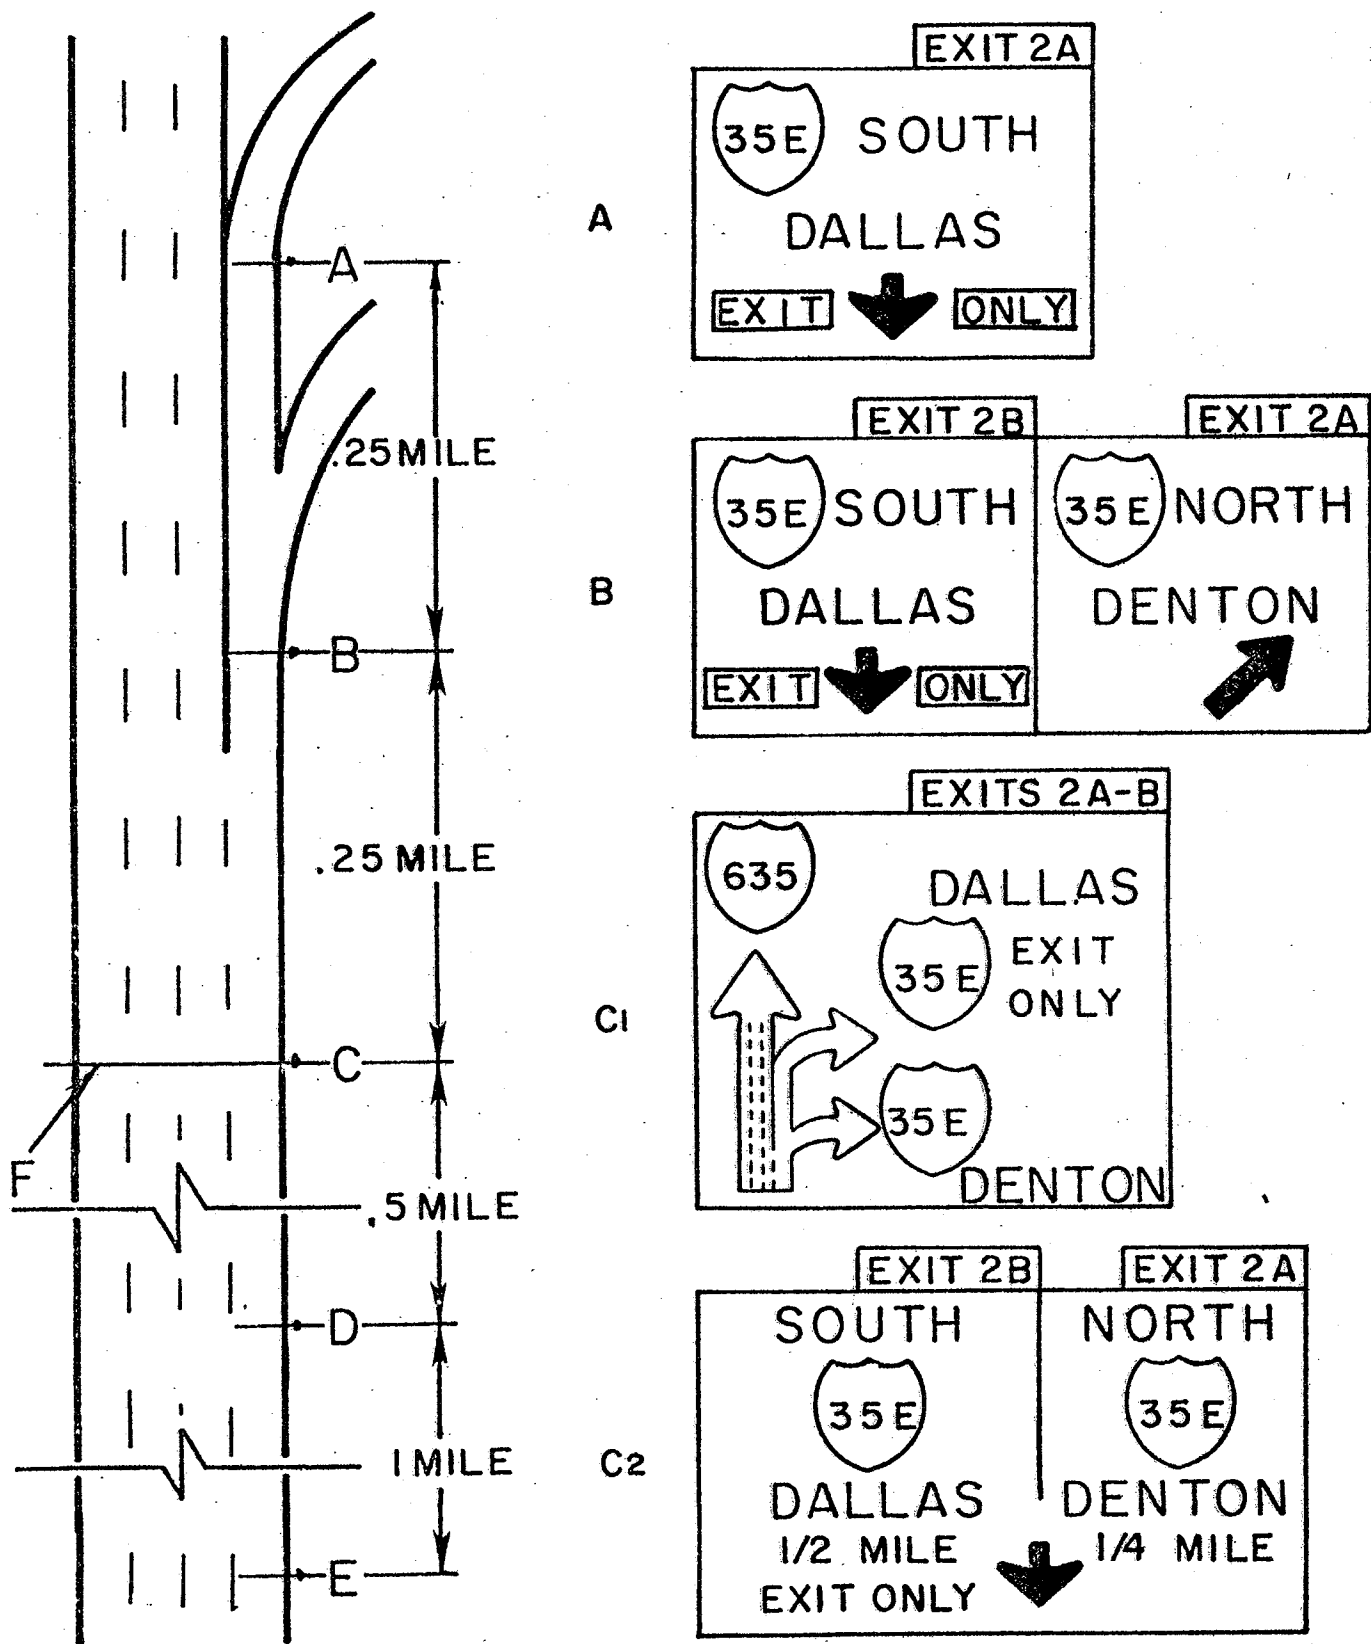 A
.25 MILE
B
.25 MILE
C
F
.5 MILE
D
1 MILE
E
A
EXIT 2A
35E SOUTH
DALLAS
EXIT ONLY
B
EXIT 2B EXIT 2A
35E SOUTH 35E NORTH
DALLAS DENTON
EXIT ONLY
C1
EXITS 2A-B
635
DALLAS
35E EXIT
ONLY
35E
DENTON
C2
EXIT 2B EXIT 2A
SOUTH NORTH
35E 35E
DALLAS DENTON
1/2 MILE 1/4 MILE
EXIT ONLY